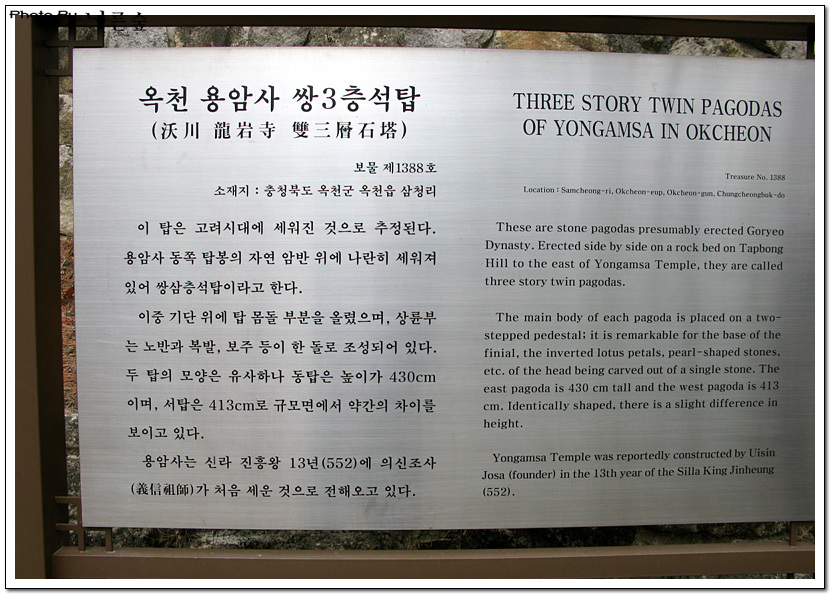 Photo By 푸른숲
옥천 용암사 쌍3층석탑
(沃川 龍岩寺 雙三層石塔)
보물 제1388호
소재지 : 충청북도 옥천군 옥천읍 삼청리
이 탑은 고려시대에 세워진 것으로 추정된다.
용암사 동쪽 탑봉의 자연 암반 위에 나란히 세워져
있어 쌍삼층석탑이라고 한다.
이중 기단 위에 탑 몸돌 부분을 올렸으며, 상륜부
는 노반과 복발, 보주 등이 한 돌로 조성되어 있다.
두 탑의 모양은 유사하나 동탑은 높이가 430cm
이며, 서탑은 413cm로 규모면에서 약간의 차이를
보이고 있다.
용암사는 신라 진흥왕 13년(552)에 의신조사
(義信祖師)가 처음 세운 것으로 전해오고 있다.
THREE STORY TWIN PAGODAS
OF YONGAMSA IN OKCHEON
Treasure No. 1388
Location : Samcheong-ri, Okcheon-eup, Okcheon-gun, Chungcheongbuk-do
These are stone pagodas presumably erected Goryeo
Dynasty. Erected side by side on a rock bed on Tapbong
Hill to the east of Yongamsa Temple, they are called
three story twin pagodas.
The main body of each pagoda is placed on a two-
stepped pedestal; it is remarkable for the base of the
finial, the inverted lotus petals, pearl-shaped stones,
etc. of the head being carved out of a single stone. The
east pagoda is 430 cm tall and the west pagoda is 413
cm. Identically shaped, there is a slight difference in
height.
Yongamsa Temple was reportedly constructed by Uisin
Josa (founder) in the 13th year of the Silla King Jinheung
(552).